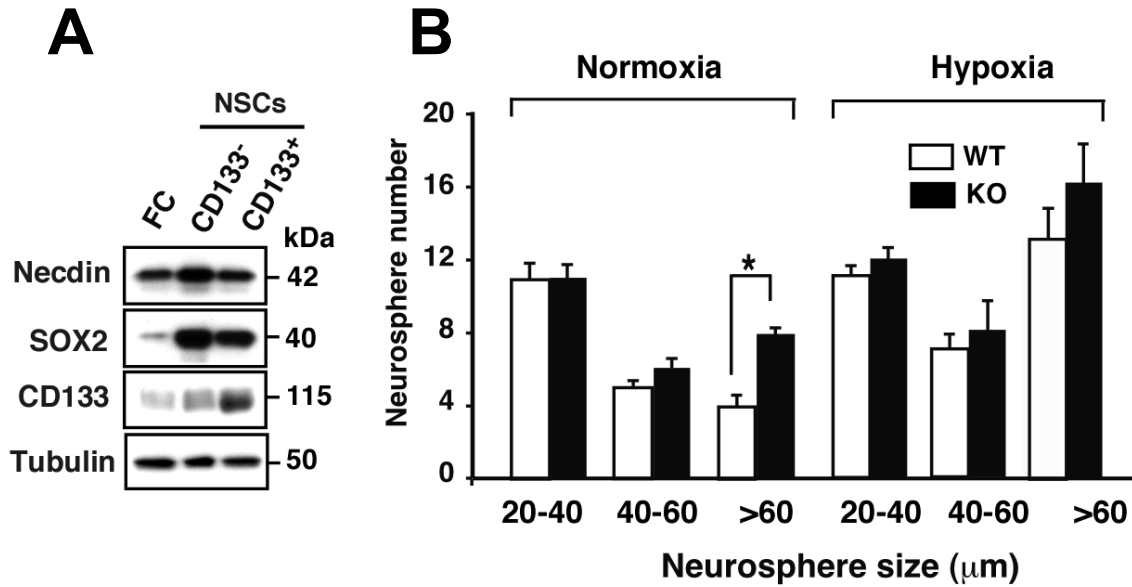 A
NSCs
FC CD133- CD133+
kDa
Necdin 42
SOX2 40
CD133 115
Tubulin 50
B
Normoxia Hypoxia
Neurosphere number
20
16
12
8
4
0
WT
KO
*
20-40 40-60 >60 20-40 40-60 >60
Neurosphere size (μm)